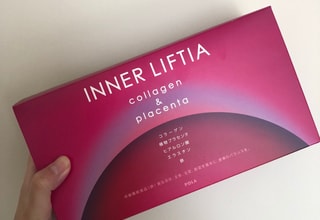 INNER LIFTIA
collagen
&
placenta
コラーゲン
植物プラセンタ
ヒアルロン酸
エラスチン
鉄
POLA